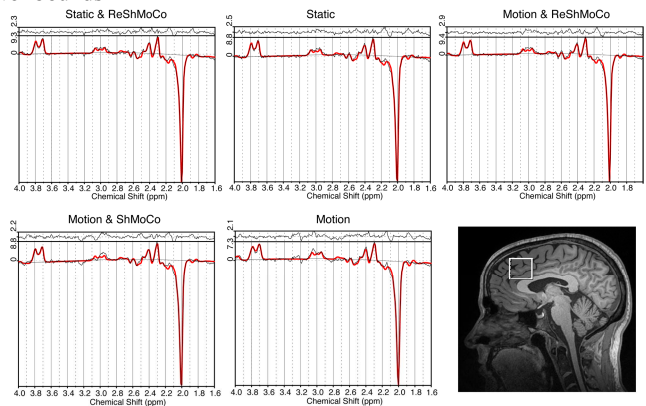 Static & ReShMoCo
Static
Motion & ReShMoCo
2.3
9.3
0
2.5
8.8
0
2.9
9.4
0
4.0 3.8 3.6 3.4 3.2 3.0 2.8 2.6 2.4 2.2 2.0 1.8 1.6
4.0 3.8 3.6 3.4 3.2 3.0 2.8 2.6 2.4 2.2 2.0 1.8 1.6
4.0 3.8 3.6 3.4 3.2 3.0 2.8 2.6 2.4 2.2 2.0 1.8
Chemical Shift (ppm)
Chemical Shift (ppm)
Chemical Shift (ppm)
Motion & ShMoCo
Motion
2.2
8.8
0
2.1
7.3
0
4.0 3.8 3.6 3.4 3.2 3.0 2.8 2.6 2.4 2.2 2.0 1.8 1.6
4.0 3.8 3.6 3.4 3.2 3.0 2.8 2.6 2.4 2.2 2.0 1.8 1.6
Chemical Shift (ppm)
Chemical Shift (ppm)